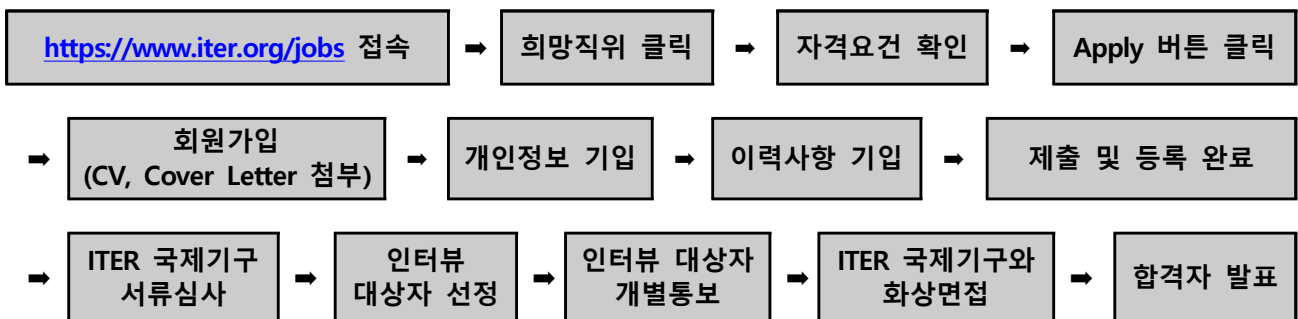 https://www.iter.org/jobs 접속 ➡ 희망직위 클릭 ➡ 자격요건 확인 ➡ Apply 버튼 클릭
➡ 회원가입
(CV, Cover Letter 첨부) ➡ 개인정보 기입 ➡ 이력사항 기입 ➡ 제출 및 등록 완료
➡ ITER 국제기구
서류심사 ➡ 인터뷰
대상자 선정 ➡ 인터뷰 대상자
개별통보 ➡ ITER 국제기구와
화상면접 ➡ 합격자 발표